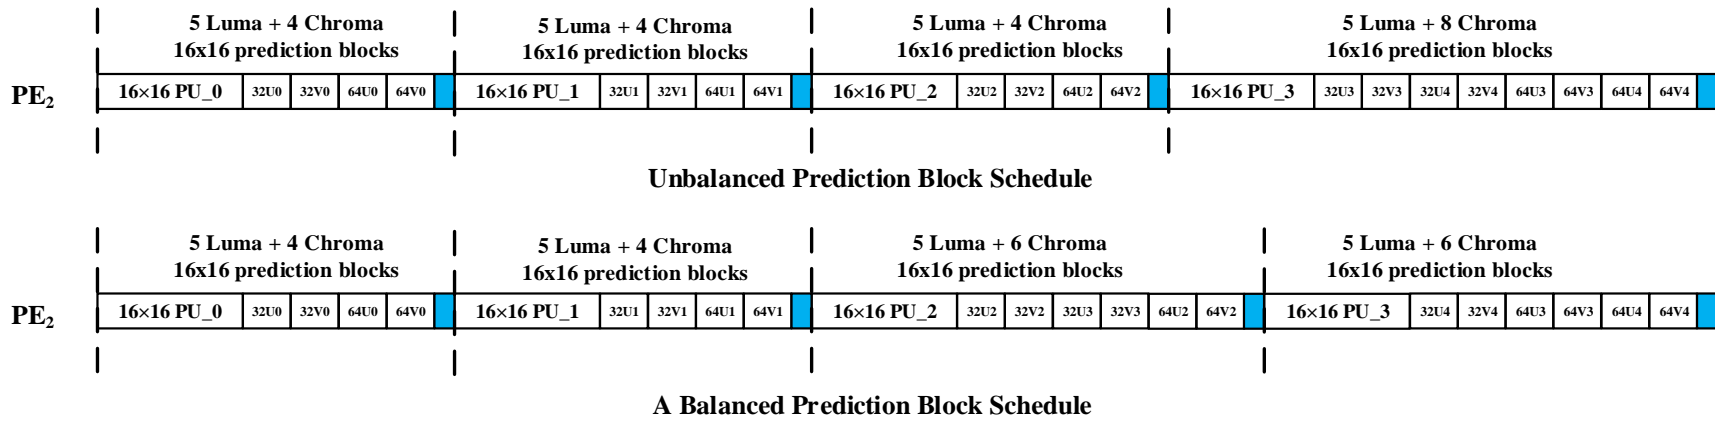 5 Luma + 4 Chroma 5 Luma + 4 Chroma 5 Luma + 4 Chroma 5 Luma + 8 Chroma
16x16 prediction blocks 16x16 prediction blocks 16x16 prediction blocks 16x16 prediction blocks
PE2 16×16 PU_0 32U0 32V0 64U0 64V0 16×16 PU_1 32U1 32V1 64U1 64V1 16×16 PU_2 32U2 32V2 64U2 64V2 16×16 PU_3 32U3 32V3 32U4 32V4 64U3 64V3 64U4 64V4
Unbalanced Prediction Block Schedule
5 Luma + 4 Chroma 5 Luma + 4 Chroma 5 Luma + 6 Chroma 5 Luma + 6 Chroma
16x16 prediction blocks 16x16 prediction blocks 16x16 prediction blocks 16x16 prediction blocks
PE2 16×16 PU_0 32U0 32V0 64U0 64V0 16×16 PU_1 32U1 32V1 64U1 64V1 16×16 PU_2 32U2 32V2 32U3 32V3 64U2 64V2 16×16 PU_3 32U4 32V4 64U3 64V3 64U4 64V4
A Balanced Prediction Block Schedule